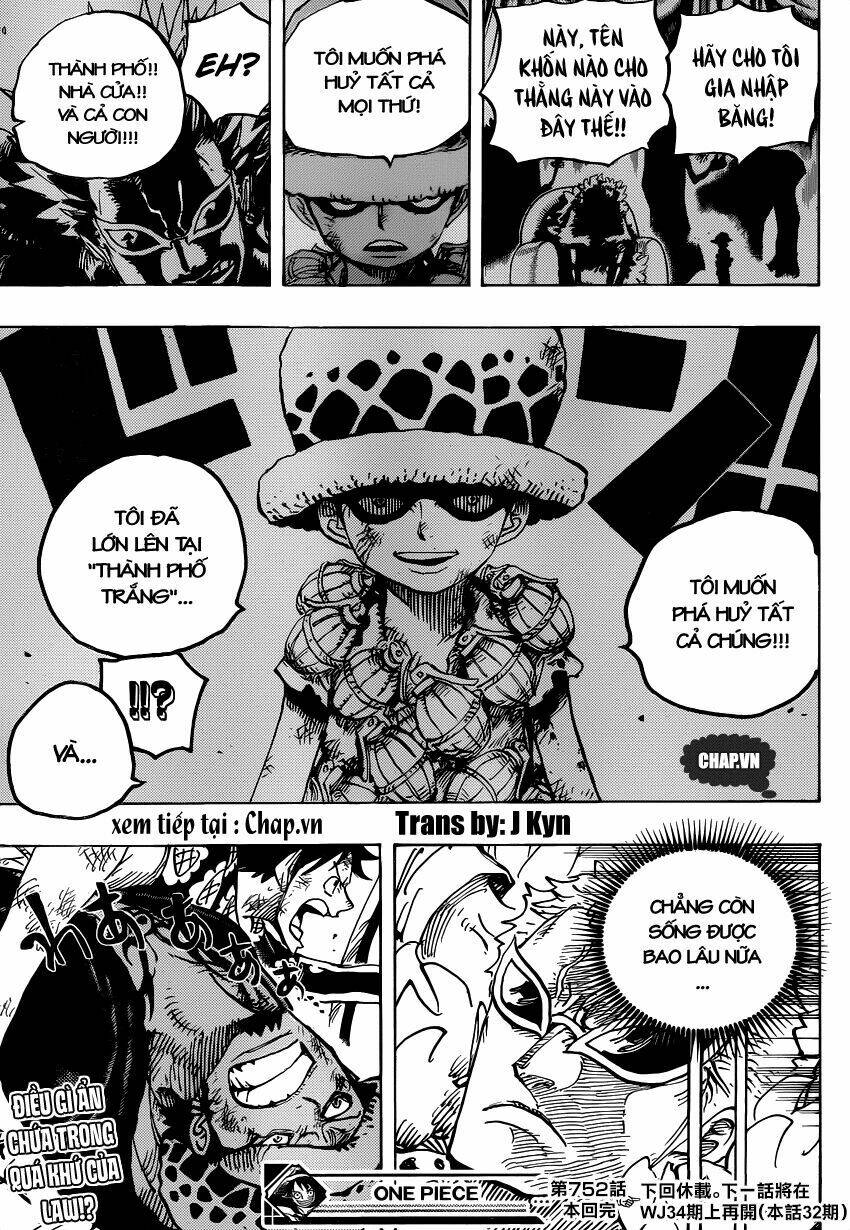 HÃY CHO TÔI
GIA NHẬP
BĂNG!
NÀY, TÊN
KHỐN NÀO CHO
THẰNG NÀY VÀO
ĐÂY THẾ!!
TÔI MUỐN PHÁ
HUỶ TẤT CẢ
MỌI THỨ!
EH?
THÀNH PHỐ!!
NHÀ CỬA!!
VÀ CẢ CON
NGƯỜI!!!!
TÔI MUỐN
PHÁ HUỶ TẤT
CẢ CHÚNG!!!
TÔI ĐÃ
LỚN LÊN TẠI
"THÀNH PHỐ
TRẮNG"...
!!?
VÀ...
CHAP.VN
xem tiếp tại : Chap.vn
Trans by: J Kyn
CHẲNG CÒN
SỐNG ĐƯỢC
BAO LÂU NỮA
...
わあぁぁぁ
ĐIỀU GÌ ẨN
CHỨA TRONG
QUÁ KHỨ CỦA
LAW!?
ONE PIECE
第752話
本回完
下回休載。下一話將在
WJ34期上再開(本話32期)